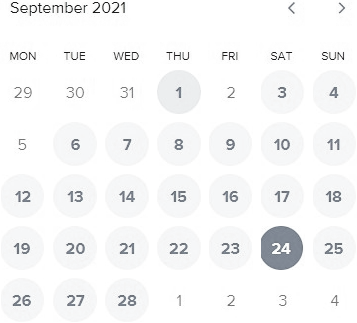 September 2021
MON TUE WED THU FRI SAT SUN
29 30 31 1 2 3 4
5 6 7 8 9 10 11
12 13 14 15 16 17 18
19 20 21 22 23 24 25
26 27 28 1 2 3 4